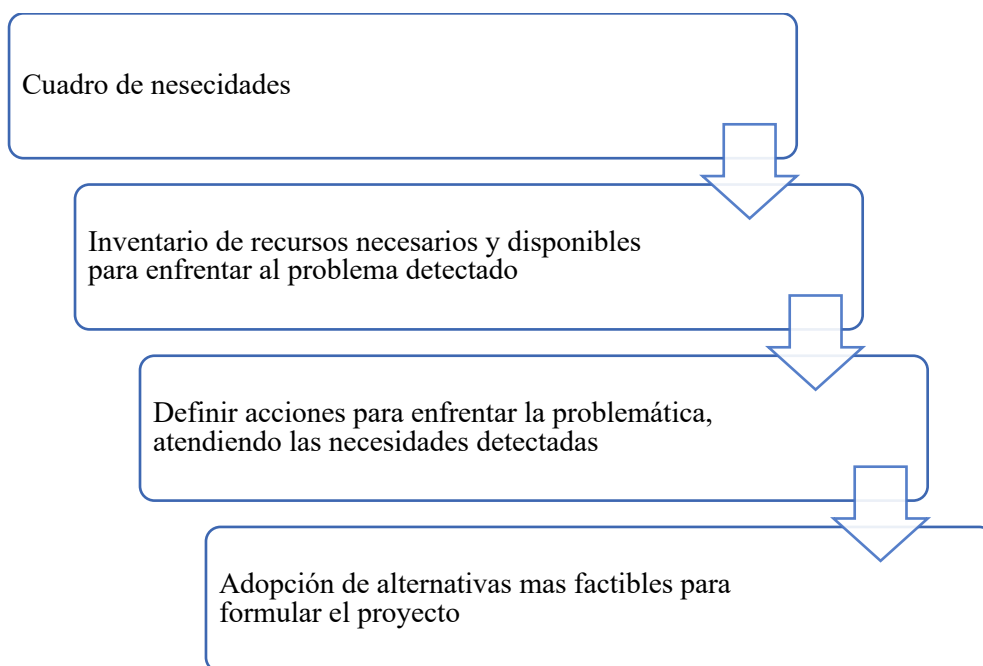 Cuadro de nesecidades
Inventario de recursos necesarios y disponibles
para enfrentar al problema detectado
Definir acciones para enfrentar la problemática,
atendiendo las necesidades detectadas
Adopción de alternativas mas factibles para
formular el proyecto